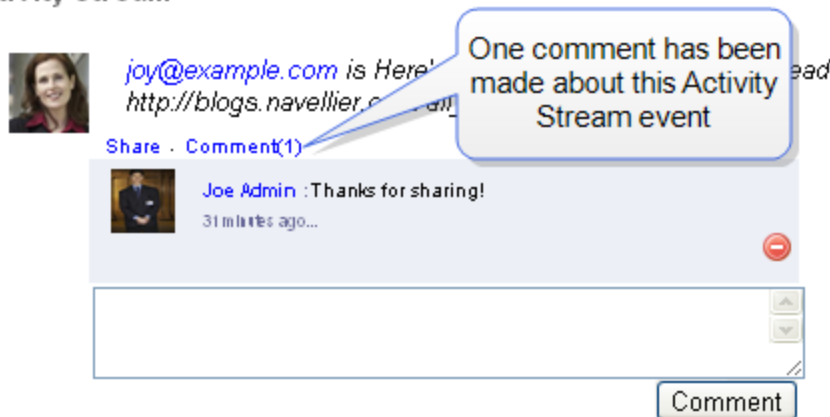 joy@example.com is Here'
ead
http://blogs.navellier.
One comment has been
made about this Activity
Stream event
Share . Comment(1)
Joe Admin :Thanks for sharing!
31 minutes ago...
Comment